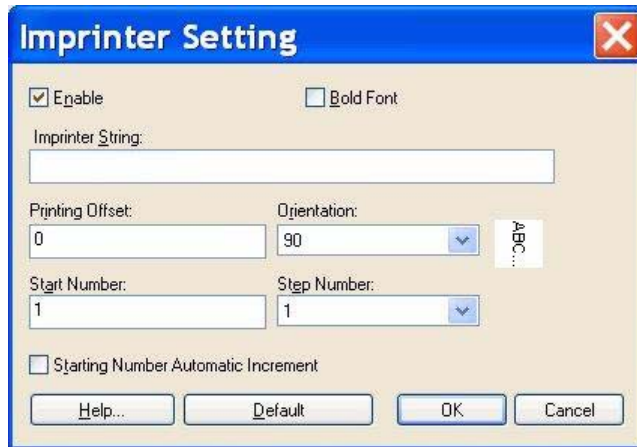 Imprinter Setting
Enable Bold Font
Imprinter String:
Printing Offset: Orientation:
0 90 ABC...
Start Number: Step Number:
1 1
Starting Number Automatic Increment
Help... Default OK Cancel